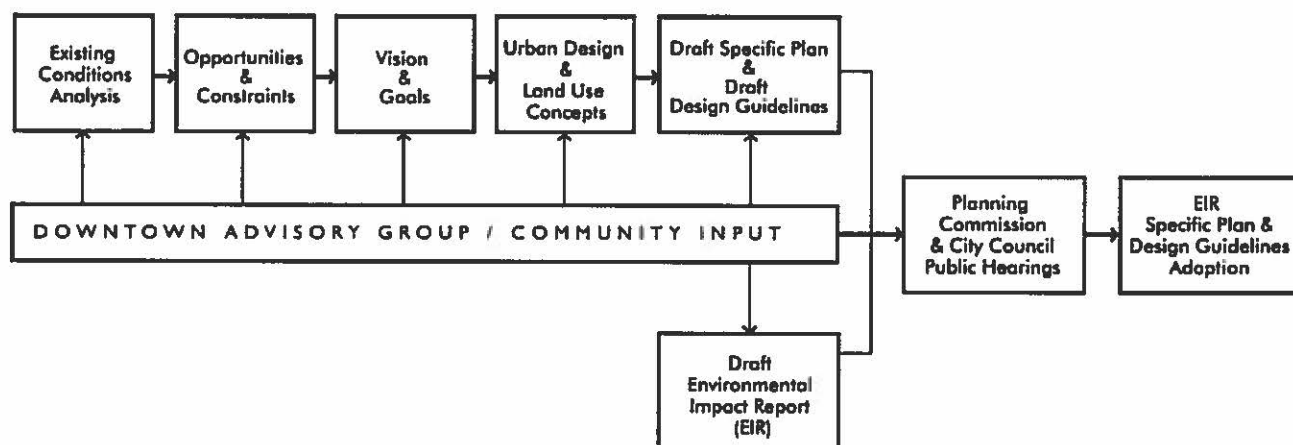 Existing
Conditions
Analysis
Opportunities
&
Constraints
Vision
&
Goals
Urban Design
&
Land Use
Concepts
Draft Specific Plan
&
Draft
Design Guidelines
DOWNTOWN ADVISORY GROUP / COMMUNITY INPUT
Planning
Commission
& City Council
Public Hearings
EIR
Specific Plan &
Design Guidelines
Adoption
Draft
Environmental
Impact Report
(EIR)